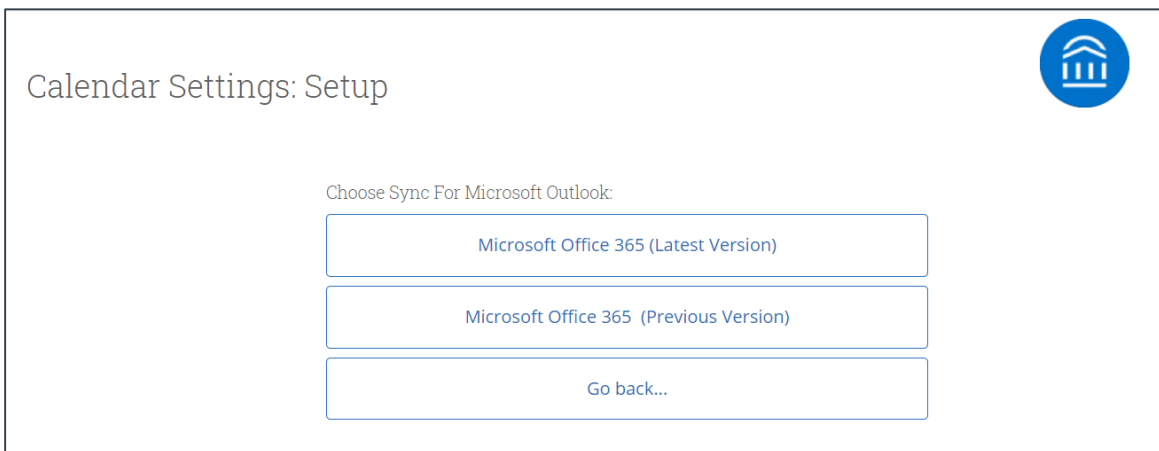 Calendar Settings: Setup
Choose Sync For Microsoft Outlook:
Microsoft Office 365 (Latest Version)
Microsoft Office 365  (Previous Version)
Go back...